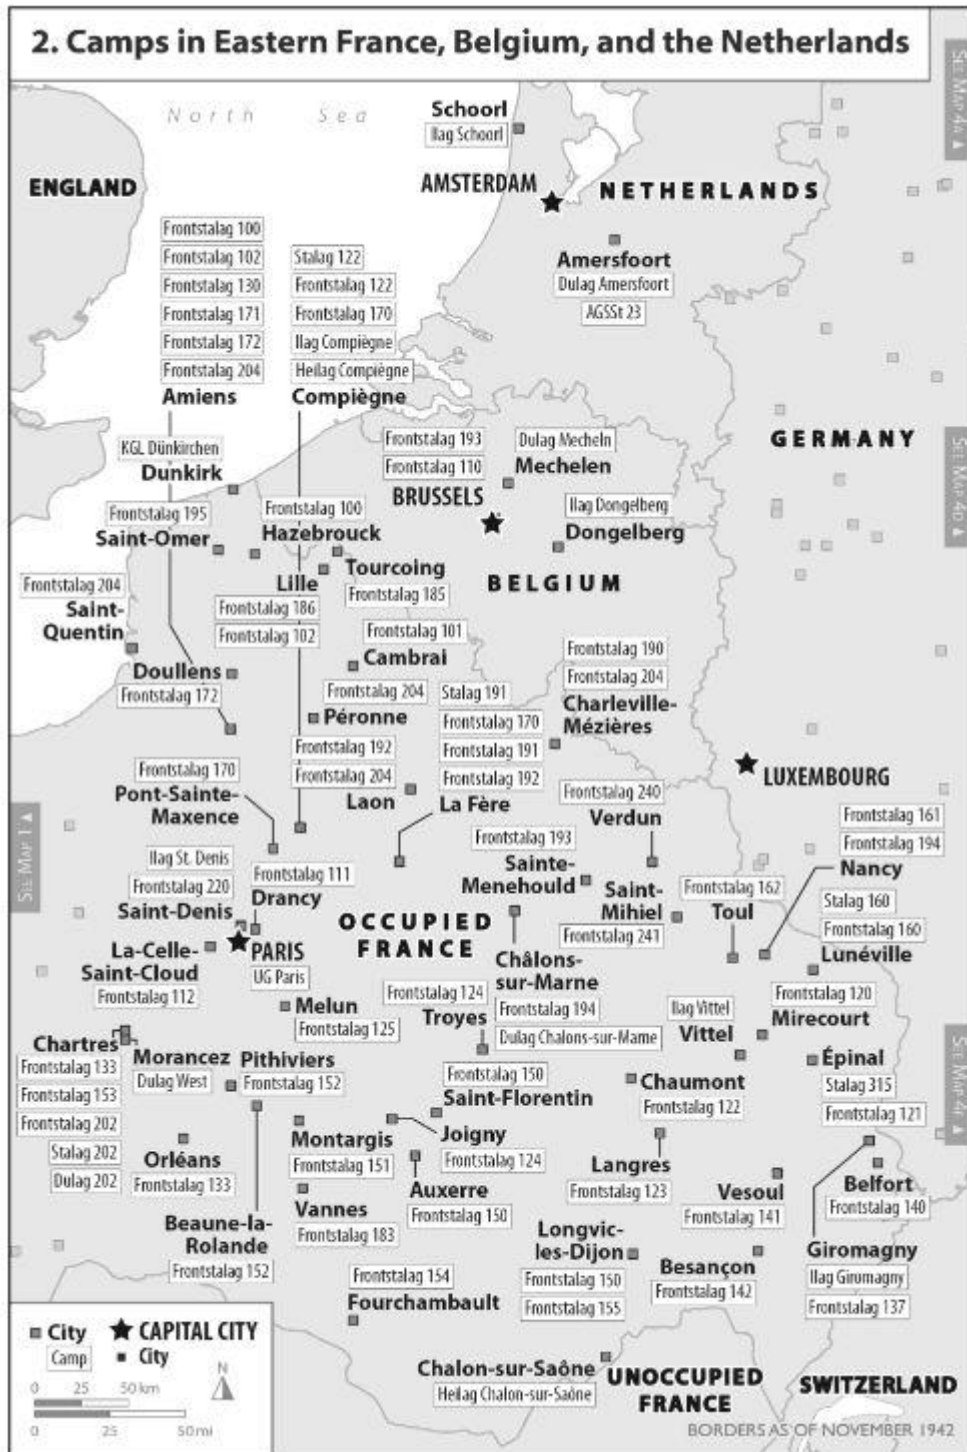 2. Camps in Eastern France, Belgium, and the Netherlands
SEE MAP 4A ▲
North Sea
Schoorl
Ilag Schoorl
ENGLAND
AMSTERDAM
NETHERLANDS
Frontstalag 100
Frontstalag 102
Frontstalag 130
Frontstalag 171
Frontstalag 172
Frontstalag 204
Amiens
Stalag 122
Frontstalag 122
Frontstalag 170
Ilag Compiègne
Heilag Compiègne
Compiègne
Amersfoort
Dulag Amersfoort
AGSSt 23
GERMANY
SEE MAP 4D ▲
KGL Dünkirchen
Dunkirk
Frontstalag 193
Frontstalag 110
BRUSSELS
Dulag Mecheln
Mechelen
Ilag Dongelberg
Dongelberg
Frontstalag 195
Saint-Omer
Frontstalag 100
Hazebrouck
Lille
Frontstalag 186
Frontstalag 102
Tourcoing
Frontstalag 185
BELGIUM
Frontstalag 204
Saint-
Quentin
Doullens
Frontstalag 172
Frontstalag 101
Cambrai
Frontstalag 204
Péronne
Frontstalag 192
Frontstalag 204
Laon
Stalag 191
Frontstalag 170
Frontstalag 191
Frontstalag 192
La Fère
Frontstalag 190
Frontstalag 204
Charleville-
Mézières
LUXEMBOURG
SEE MAP 1 ▲
Frontstalag 170
Pont-Sainte-
Maxence
Frontstalag 240
Verdun
Frontstalag 161
Frontstalag 194
Nancy
Ilag St. Denis
Frontstalag 220
Saint-Denis
Frontstalag 111
Drancy
Frontstalag 193
Sainte-
Menehould
Saint-
Mihiel
Frontstalag 241
Frontstalag 162
Toul
Stalag 160
Frontstalag 160
Lunéville
OCCUPIED
FRANCE
La-Celle-
Saint-Cloud
Frontstalag 112
PARIS
UG Paris
Melun
Frontstalag 125
Frontstalag 124
Troyes
Châlons-
sur-Marne
Frontstalag 194
Dulag Chalons-sur-Marne
Ilag Vittel
Vittel
Frontstalag 120
Mirecourt
Chartres
Frontstalag 133
Frontstalag 153
Frontstalag 202
Stalag 202
Dulag 202
Morancez
Dulag West
Pithiviers
Frontstalag 152
Frontstalag 150
Saint-Florentin
Chaumont
Frontstalag 122
Épinal
Stalag 315
Frontstalag 121
Orléans
Frontstalag 133
Montargis
Frontstalag 151
Joigny
Frontstalag 124
Auxerre
Frontstalag 150
Langres
Frontstalag 123
Vesoul
Frontstalag 141
Belfort
Frontstalag 140
Beaune-la-
Rolande
Frontstalag 152
Vannes
Frontstalag 183
Longvic-
les-Dijon
Frontstalag 150
Frontstalag 155
Besançon
Frontstalag 142
Giromagny
Ilag Giromagny
Frontstalag 137
Frontstalag 154
Fourchambault
Chalon-sur-Saône
Heilag Chalon-sur-Saône
UNOCCUPIED
FRANCE
SWITZERLAND
City
CAPITAL CITY
Camp
City
N
0 25 50 km
0 25 50 mi
BORDERS AS OF NOVEMBER 1942